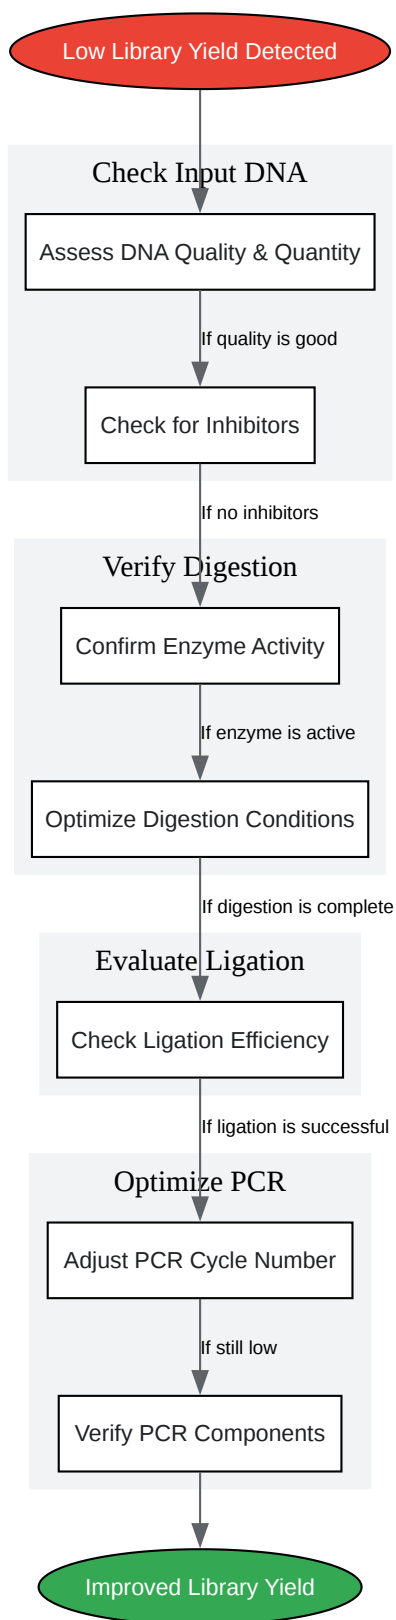 Low Library Yield Detected
Check Input DNA
Assess DNA Quality & Quantity
If quality is good
Check for Inhibitors
If no inhibitors
Verify Digestion
Confirm Enzyme Activity
If enzyme is active
Optimize Digestion Conditions
If digestion is complete
Evaluate Ligation
Check Ligation Efficiency
If ligation is successful
Optimize PCR
Adjust PCR Cycle Number
If still low
Verify PCR Components
Improved Library Yield